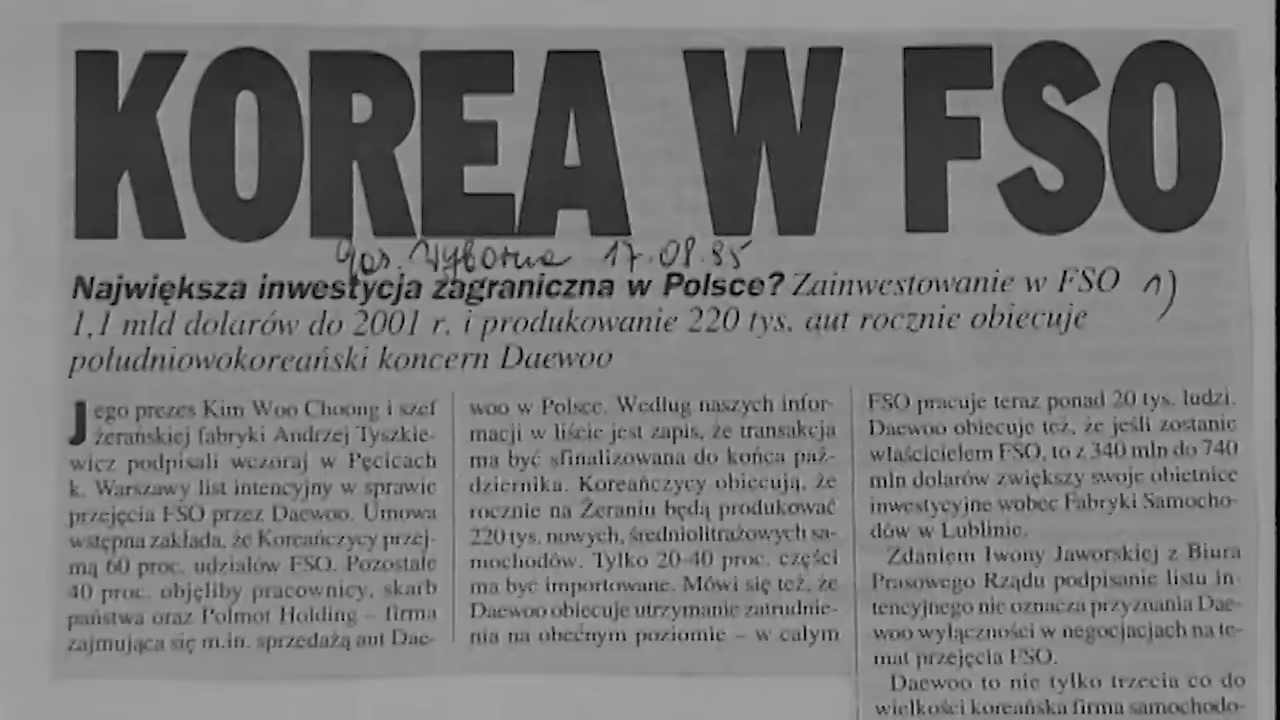 KOREA W FSO
Gaz. Wyborcza 17.08.95
Największa inwestycja zagraniczna w Polsce? Zainwestowanie w FSO 1)
1,1 mld dolarów do 2001 r. i produkowanie 220 tys. aut rocznie obiecuje
południowokoreański koncern Daewoo
Jego prezes Kim Woo Choong i szef
żerańskiej fabryki Andrzej Tyszkie-
wicz podpisali wczoraj w Pęcicach
k. Warszawy list intencyjny w sprawie
przejęcia FSO przez Daewoo. Umowa
wstępna zakłada, że Koreańczycy przej-
mą 60 proc. udziałów FSO. Pozostałe
40 proc. objęliby pracownicy, skarb
państwa oraz Polmot Holding – firma
zajmująca się m.in. sprzedażą aut Dae-
woo w Polsce. Według naszych infor-
macji w liście jest zapis, że transakcja
ma być sfinalizowana do końca paź-
dziernika. Koreańczycy obiecują, że
rocznie na Żeraniu będą produkować
220 tys. nowych, średniolitrażowych sa-
mochodów. Tylko 20-40 proc. części
ma być importowane. Mówi się też, że
Daewoo obiecuje utrzymanie zatrudnie-
nia na obecnym poziomie – w całym
FSO pracuje teraz ponad 20 tys. ludzi.
Daewoo obiecuje też, że jeśli zostanie
właścicielem FSO, to z 340 mln do 740
mln dolarów zwiększy swoje obietnice
inwestycyjne wobec Fabryki Samocho-
dów w Lublinie.
Zdaniem Iwony Jaworskiej z Biura
Prasowego Rządu podpisanie listu in-
tencyjnego nie oznacza przyznania Dae-
woo wyłączności w negocjacjach na te-
mat przejęcia FSO.
Daewoo to nie tylko trzecia co do
wielkości koreańska firma samochodo-